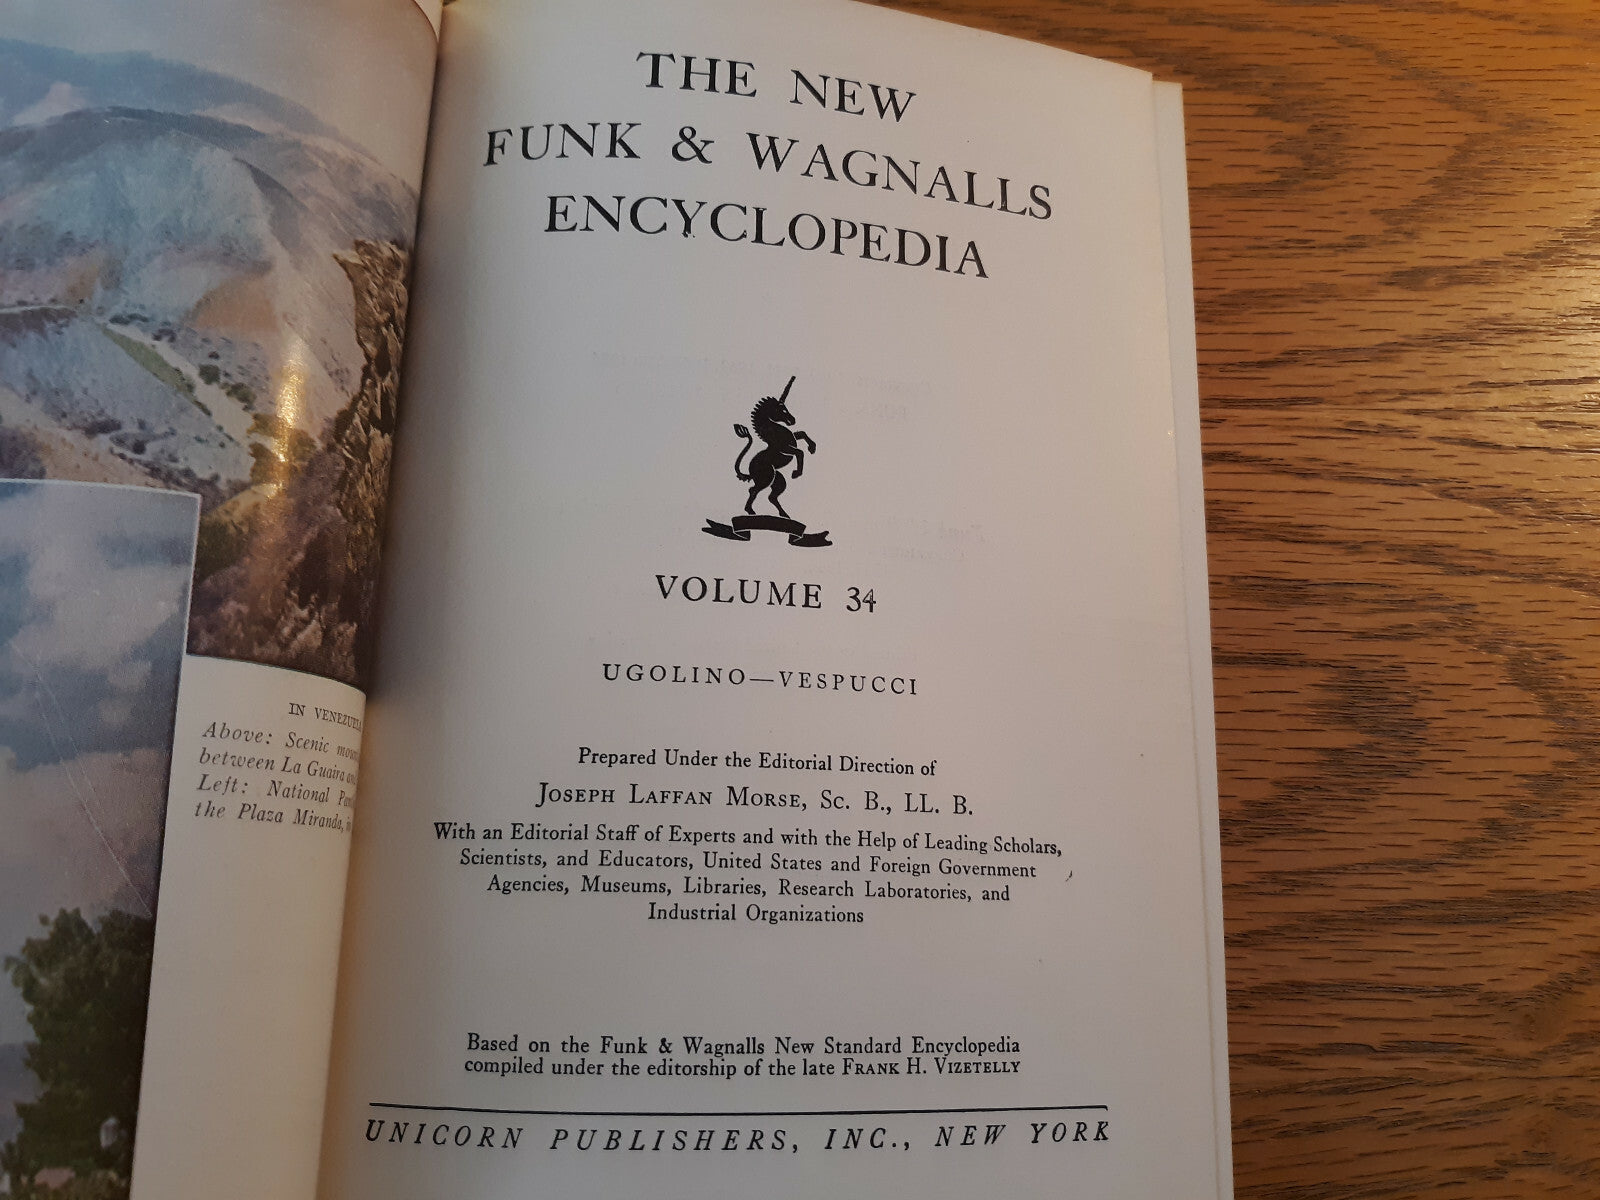 IN VENEZUELA
Above: Scenic
between La Guaira
Left: National
the Plaza Miranda,
THE NEW
FUNK & WAGNALLS
ENCYCLOPEDIA
VOLUME 34
UGOLINO—VESPUCCI
Prepared Under the Editorial Direction of
JOSEPH LAFFAN MORSE, Sc. B., LL. B.
With an Editorial Staff of Experts and with the Help of Leading Scholars,
Scientists, and Educators, United States and Foreign Government
Agencies, Museums, Libraries, Research Laboratories, and
Industrial Organizations
Based on the Funk & Wagnalls New Standard Encyclopedia
compiled under the editorship of the late FRANK H. VIZETELLY
UNICORN PUBLISHERS, INC., NEW YORK